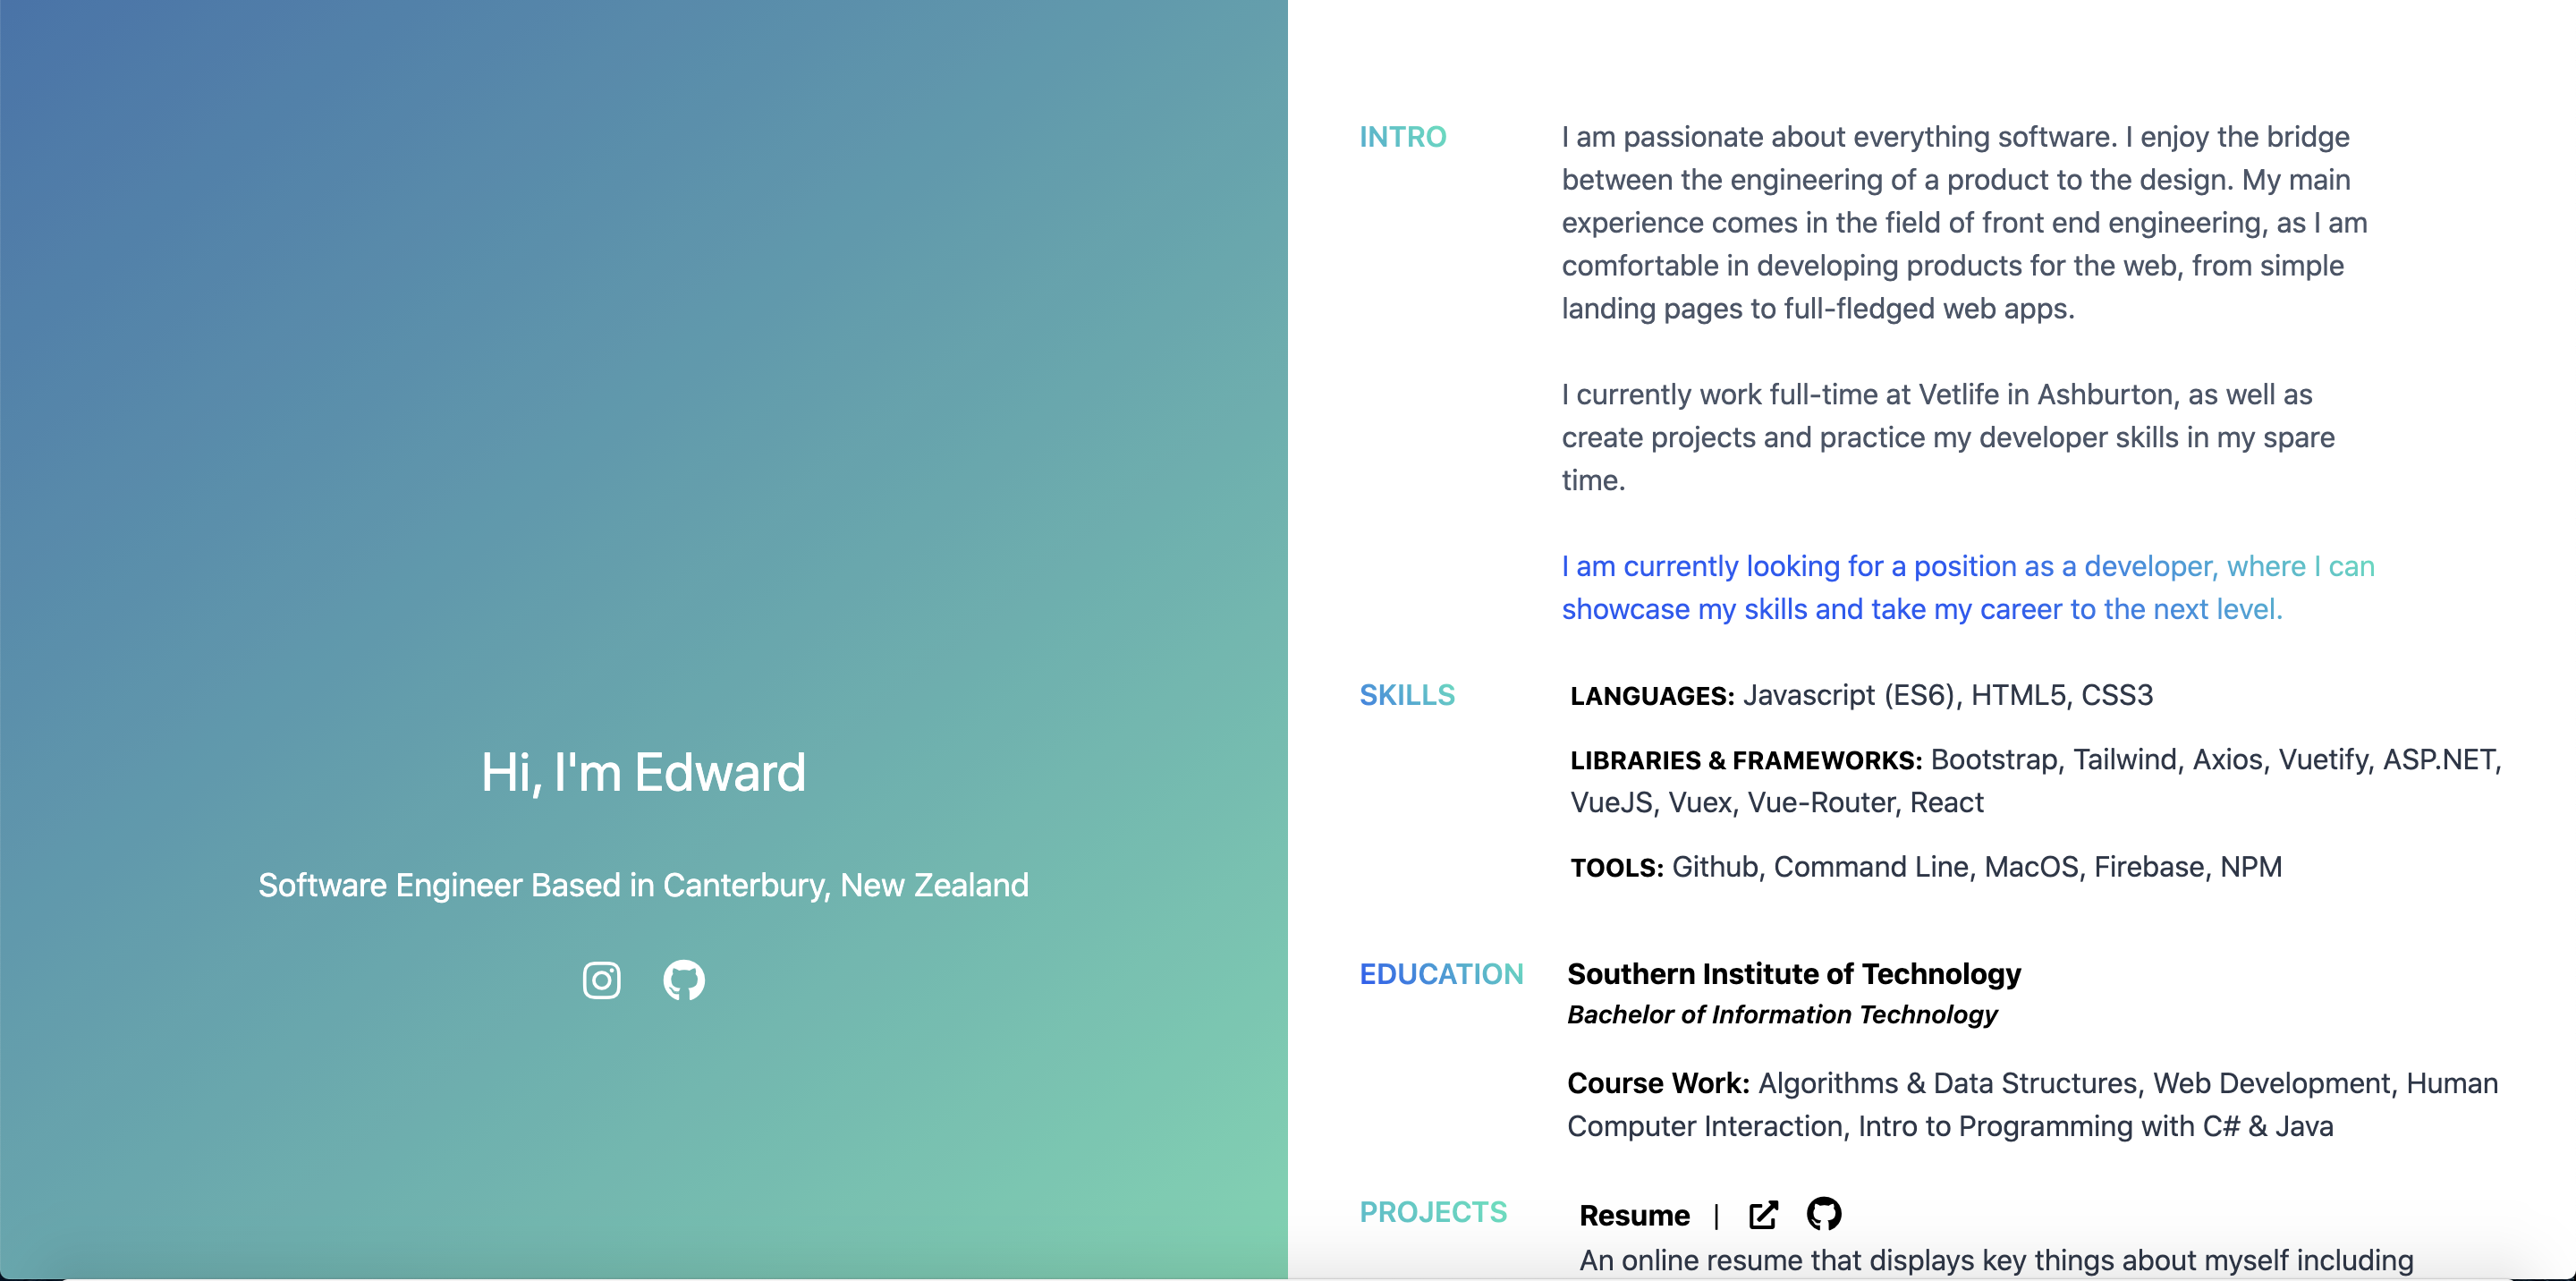 Hi, I'm Edward
Software Engineer Based in Canterbury, New Zealand
INTRO
I am passionate about everything software. I enjoy the bridge
between the engineering of a product to the design. My main
experience comes in the field of front end engineering, as I am
comfortable in developing products for the web, from simple
landing pages to full-fledged web apps.
I currently work full-time at Vetlife in Ashburton, as well as
create projects and practice my developer skills in my spare
time.
I am currently looking for a position as a developer, where I can
showcase my skills and take my career to the next level.
SKILLS
LANGUAGES: Javascript (ES6), HTML5, CSS3
LIBRARIES & FRAMEWORKS: Bootstrap, Tailwind, Axios, Vuetify, ASP.NET,
VueJS, Vuex, Vue-Router, React
TOOLS: Github, Command Line, MacOS, Firebase, NPM
EDUCATION
Southern Institute of Technology
Bachelor of Information Technology
Course Work: Algorithms & Data Structures, Web Development, Human
Computer Interaction, Intro to Programming with C# & Java
PROJECTS
Resume |
An online resume that displays key things about myself including